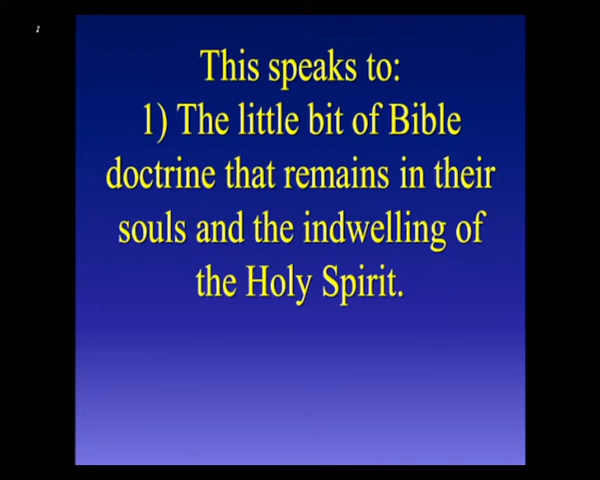 This speaks to:
1) The little bit of Bible
doctrine that remains in their
souls and the indwelling of
the Holy Spirit.